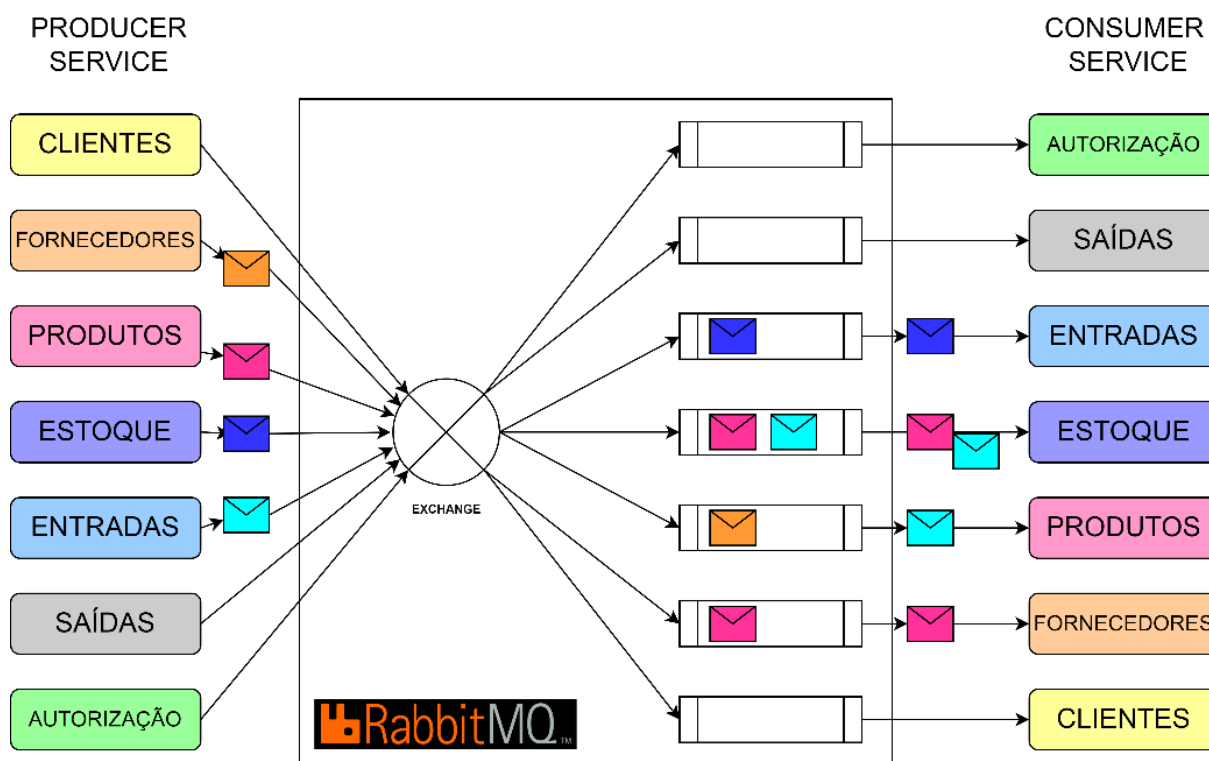 PRODUCER
SERVICE
CONSUMER
SERVICE
CLIENTES
FORNECEDORES
PRODUTOS
ESTOQUE
ENTRADAS
SAÍDAS
AUTORIZAÇÃO
EXCHANGE
RabbitMQ™
AUTORIZAÇÃO
SAÍDAS
ENTRADAS
ESTOQUE
PRODUTOS
FORNECEDORES
CLIENTES